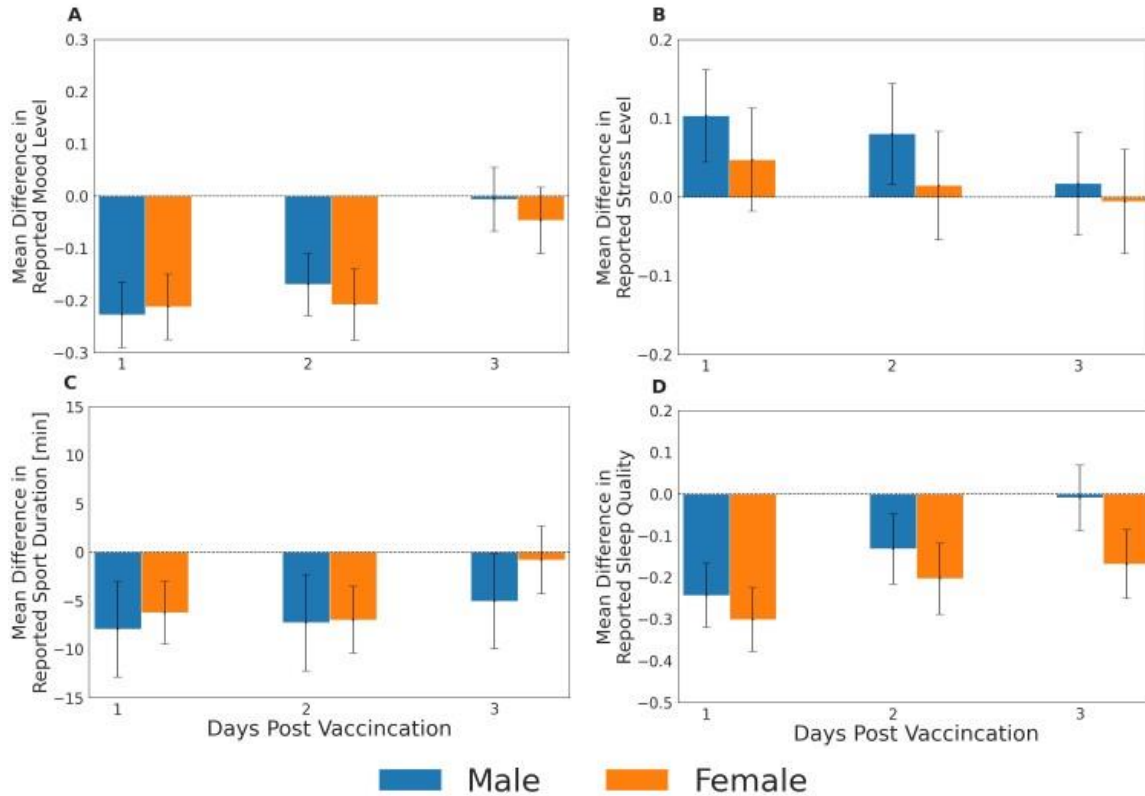 A
Mean Difference in
Reported Mood Level
0.3
0.2
0.1
0.0
−0.1
−0.2
−0.3
1
2
3
B
Mean Difference in
Reported Stress Level
0.2
0.1
0.0
−0.1
−0.2
1
2
3
C
Mean Difference in
Reported Sport Duration [min]
15
10
5
0
−5
−10
−15
1
2
3
Days Post Vaccincation
D
Mean Difference in
Reported Sleep Quality
0.2
0.1
0.0
−0.1
−0.2
−0.3
−0.4
−0.5
1
2
3
Days Post Vaccincation
Male
Female